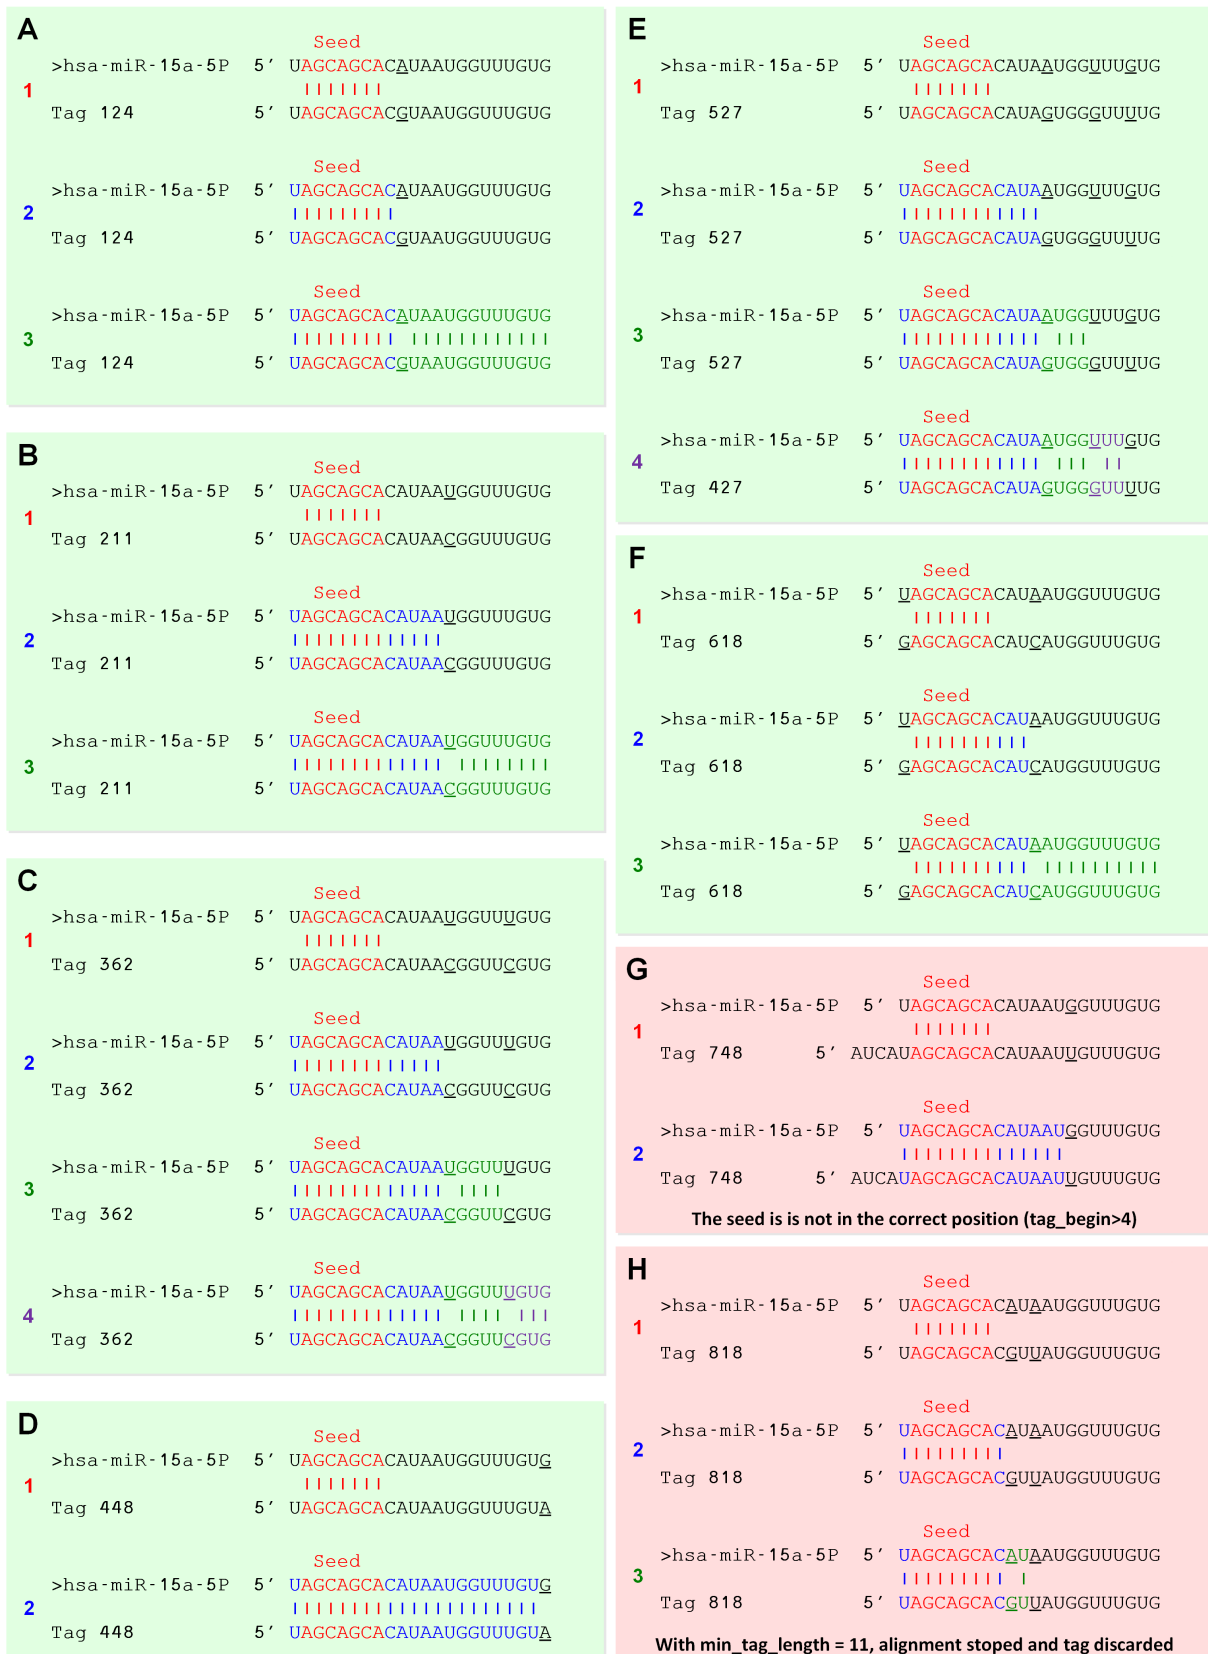 A
Seed
>hsa-miR-15a-5P 5′ UAGCAGCACAUAAUGGUUUGUG
1
Tag 124 5′ UAGCAGCACGUAAUGGUUUGUG
Seed
>hsa-miR-15a-5P 5′ UAGCAGCACAUAAUGGUUUGUG
2
Tag 124 5′ UAGCAGCACGUAAUGGUUUGUG
Seed
>hsa-miR-15a-5P 5′ UAGCAGCACAUAAUGGUUUGUG
3
Tag 124 5′ UAGCAGCACGUAAUGGUUUGUG
B
Seed
>hsa-miR-15a-5P 5′ UAGCAGCACAUAAUGGUUUGUG
1
Tag 211 5′ UAGCAGCACAUAACGGUUUGUG
Seed
>hsa-miR-15a-5P 5′ UAGCAGCACAUAAUGGUUUGUG
2
Tag 211 5′ UAGCAGCACAUAACGGUUUGUG
Seed
>hsa-miR-15a-5P 5′ UAGCAGCACAUAAUGGUUUGUG
3
Tag 211 5′ UAGCAGCACAUAACGGUUUGUG
C
Seed
>hsa-miR-15a-5P 5′ UAGCAGCACAUAAUGGUUUGUG
1
Tag 362 5′ UAGCAGCACAUAACGGUUCGUG
Seed
>hsa-miR-15a-5P 5′ UAGCAGCACAUAAUGGUUUGUG
2
Tag 362 5′ UAGCAGCACAUAACGGUUCGUG
Seed
>hsa-miR-15a-5P 5′ UAGCAGCACAUAAUGGUUUGUG
3
Tag 362 5′ UAGCAGCACAUAACGGUUCGUG
Seed
>hsa-miR-15a-5P 5′ UAGCAGCACAUAAUGGUUUGUG
4
Tag 362 5′ UAGCAGCACAUAACGGUUCGUG
D
Seed
>hsa-miR-15a-5P 5′ UAGCAGCACAUAAUGGUUUGUG
1
Tag 448 5′ UAGCAGCACAUAAUGGUUUGUA
Seed
>hsa-miR-15a-5P 5′ UAGCAGCACAUAAUGGUUUGUG
2
Tag 448 5′ UAGCAGCACAUAAUGGUUUGUA
E
Seed
>hsa-miR-15a-5P 5′ UAGCAGCACAUAAUGGUUUGUG
1
Tag 527 5′ UAGCAGCACAUAGUGGGUUUUG
Seed
>hsa-miR-15a-5P 5′ UAGCAGCACAUAAUGGUUUGUG
2
Tag 527 5′ UAGCAGCACAUAGUGGGUUUUG
Seed
>hsa-miR-15a-5P 5′ UAGCAGCACAUAAUGGUUUGUG
3
Tag 527 5′ UAGCAGCACAUAGUGGGUUUUG
Seed
>hsa-miR-15a-5P 5′ UAGCAGCACAUAAUGGUUUGUG
4
Tag 427 5′ UAGCAGCACAUAGUGGGUUUUG
F
Seed
>hsa-miR-15a-5P 5′ UAGCAGCACAUAAUGGUUUGUG
1
Tag 618 5′ GAGCAGCACAUCAUGGUUUGUG
Seed
>hsa-miR-15a-5P 5′ UAGCAGCACAUAAUGGUUUGUG
2
Tag 618 5′ GAGCAGCACAUCAUGGUUUGUG
Seed
>hsa-miR-15a-5P 5′ UAGCAGCACAUAAUGGUUUGUG
3
Tag 618 5′ GAGCAGCACAUCAUGGUUUGUG
G
Seed
>hsa-miR-15a-5P 5′ UAGCAGCACAUAAUGGUUUGUG
1
Tag 748 5′ AUCAUAGCAGCACAUAAUUGUUUGUG
Seed
>hsa-miR-15a-5P 5′ UAGCAGCACAUAAUGGUUUGUG
2
Tag 748 5′ AUCAUAGCAGCACAUAAUUGUUUGUG
The seed is is not in the correct position (tag_begin>4)
H
Seed
>hsa-miR-15a-5P 5′ UAGCAGCACAUAAUGGUUUGUG
1
Tag 818 5′ UAGCAGCACGUUAUGGUUUGUG
Seed
>hsa-miR-15a-5P 5′ UAGCAGCACAUAAUGGUUUGUG
2
Tag 818 5′ UAGCAGCACGUUAUGGUUUGUG
Seed
>hsa-miR-15a-5P 5′ UAGCAGCACAUAAUGGUUUGUG
3
Tag 818 5′ UAGCAGCACGUUAUGGUUUGUG
With min_tag_length = 11, alignment stoped and tag discarded